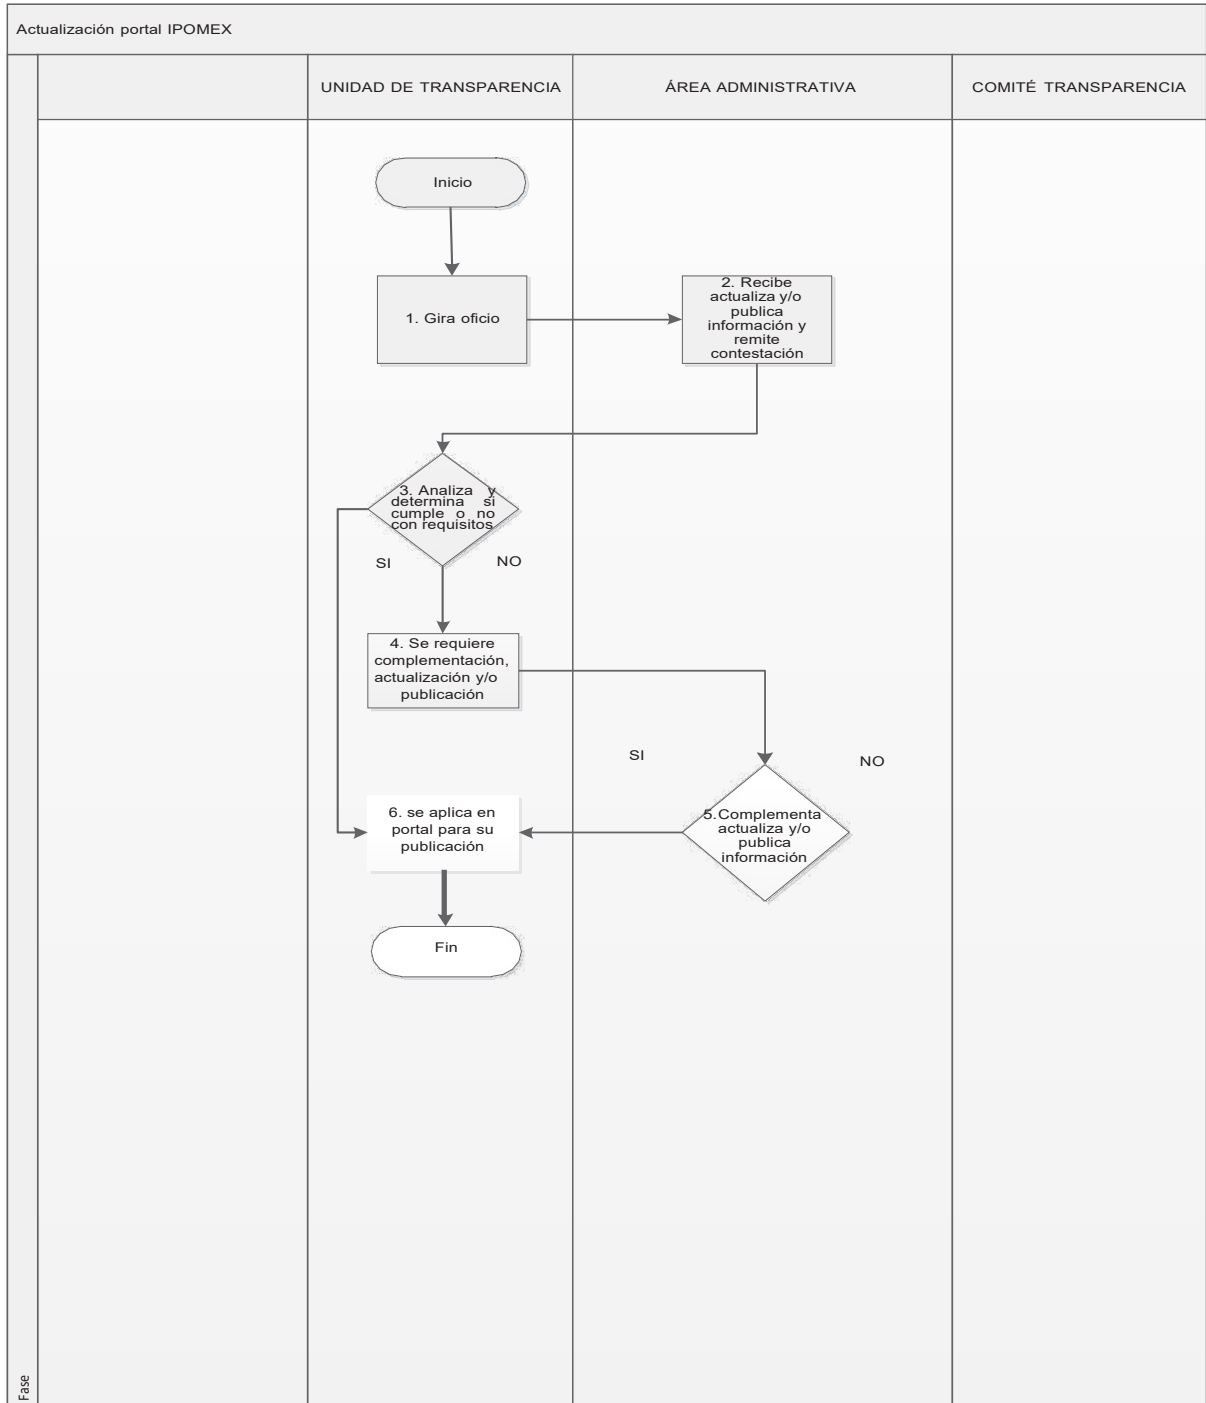 Actualización portal IPOMEX
UNIDAD DE TRANSPARENCIA
ÁREA ADMINISTRATIVA
COMITÉ TRANSPARENCIA
Inicio
1. Gira oficio
2. Recibe
actualiza y/o
publica
información y
remite
contestación
3. Analiza y
determina si
cumple o no
con requisitos
SI
NO
4. Se requiere
complementación,
actualización y/o
publicación
SI
NO
5.Complementa
actualiza y/o
publica
información
6. se aplica en
portal para su
publicación
Fin
Fase